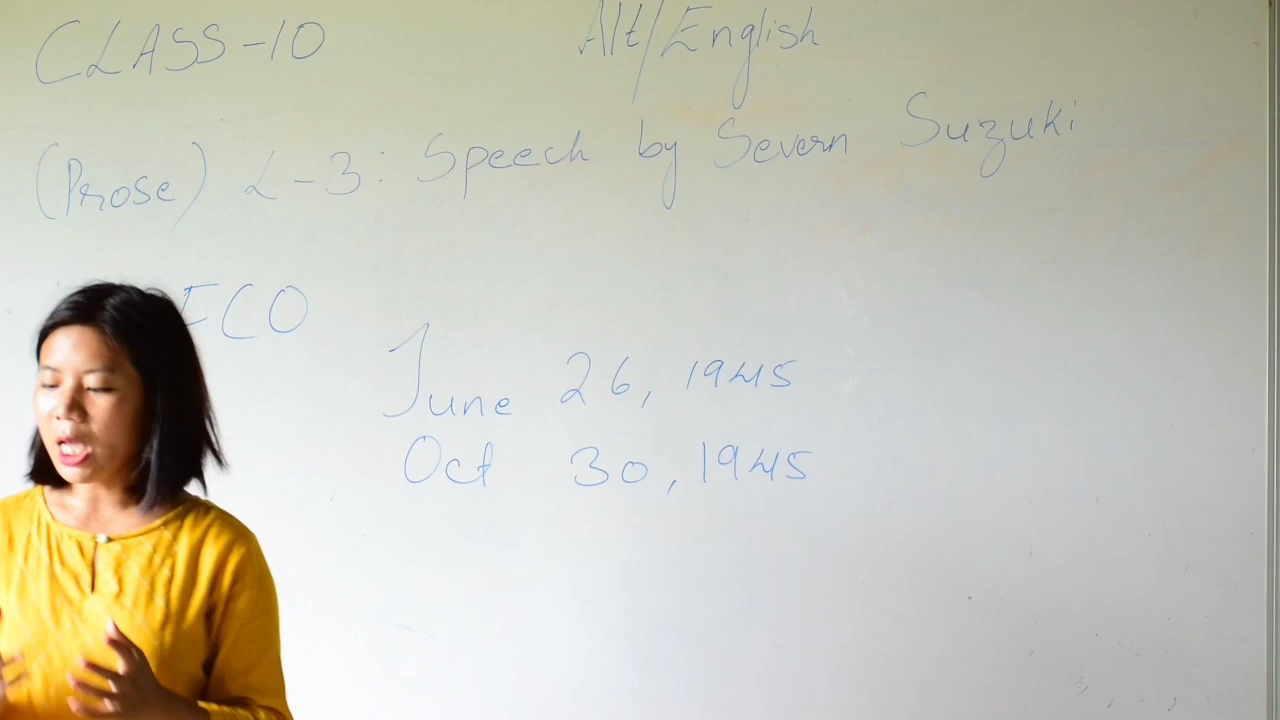 CLASS-10
Alt/English
(Prose) L-3: Speech by Severn Suzuki
ECO
June 26, 1945
Oct 30, 1945